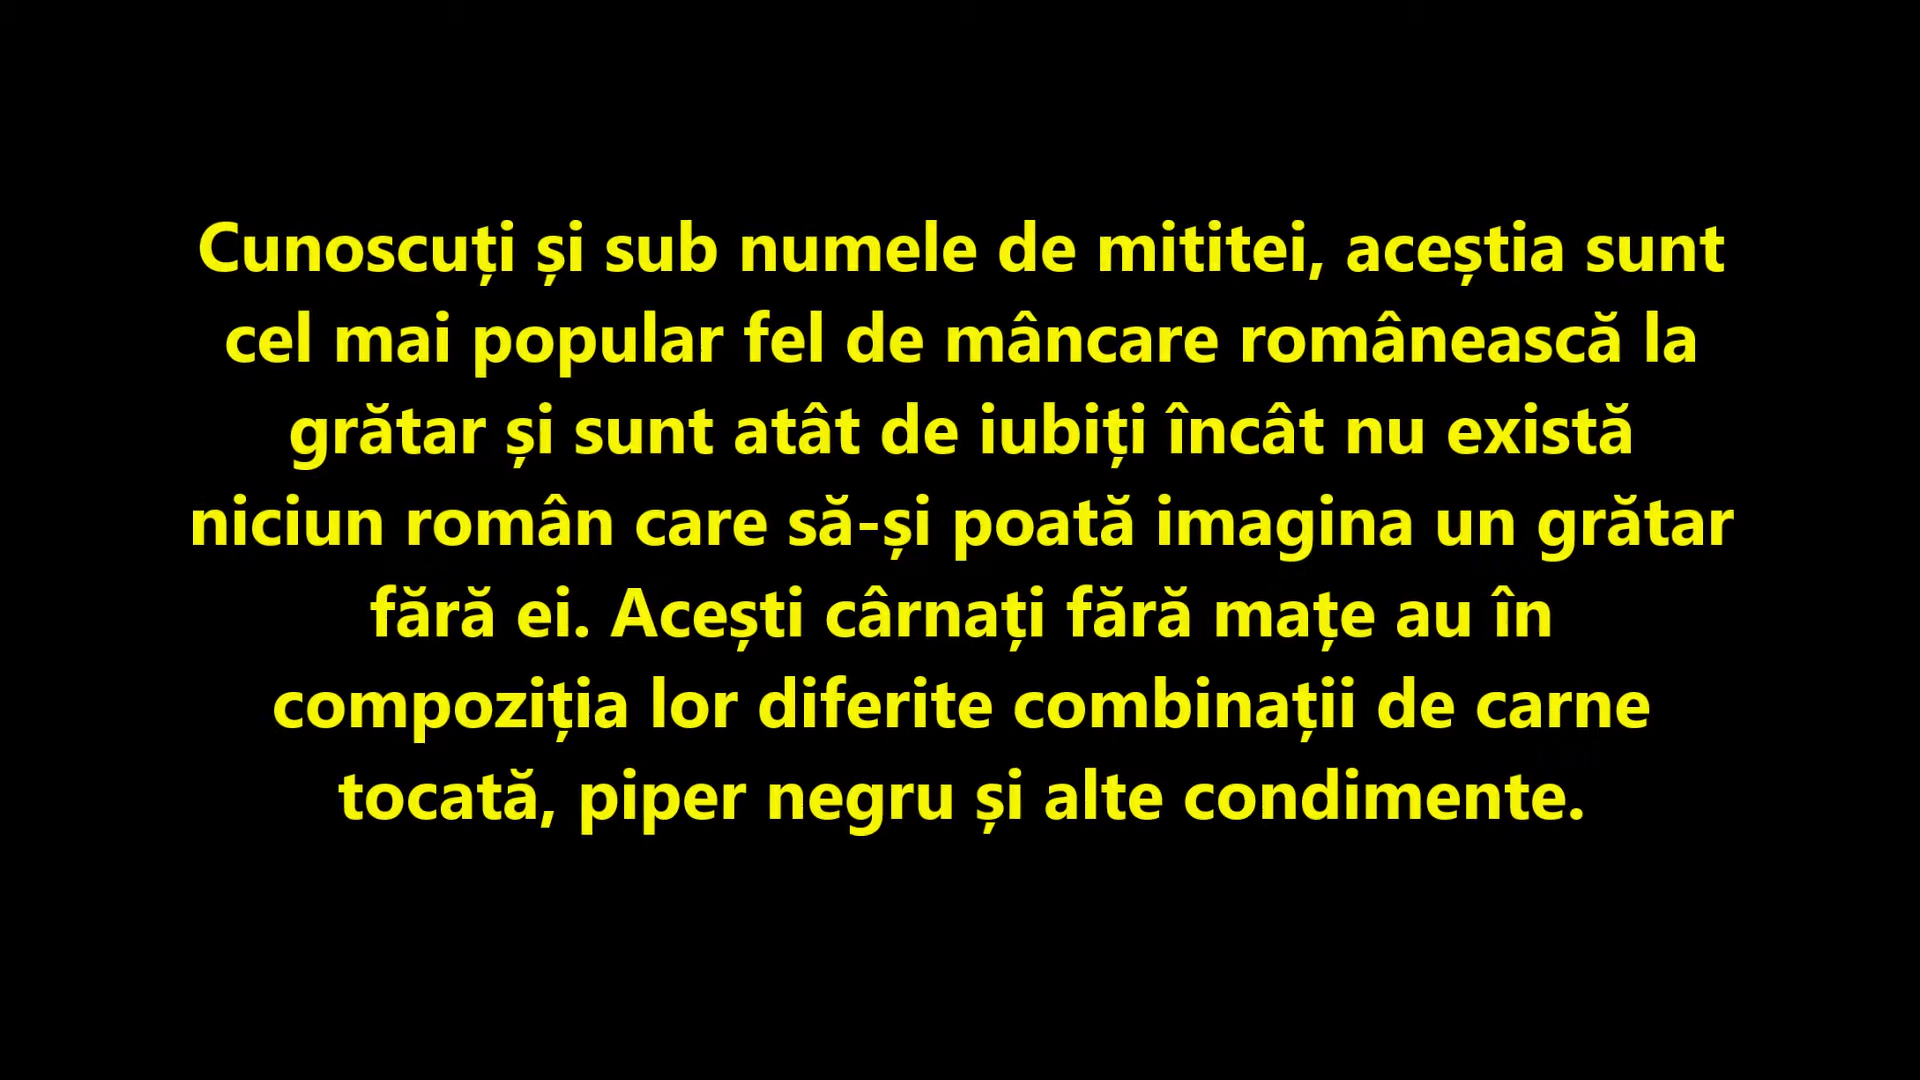 Cunoscuți și sub numele de mititei, aceștia sunt
cel mai popular fel de mâncare românească la
grătar și sunt atât de iubiți încât nu există
niciun român care să-și poată imagina un grătar
fără ei. Acești cârnați fără mațe au în
compoziția lor diferite combinații de carne
tocată, piper negru și alte condimente.